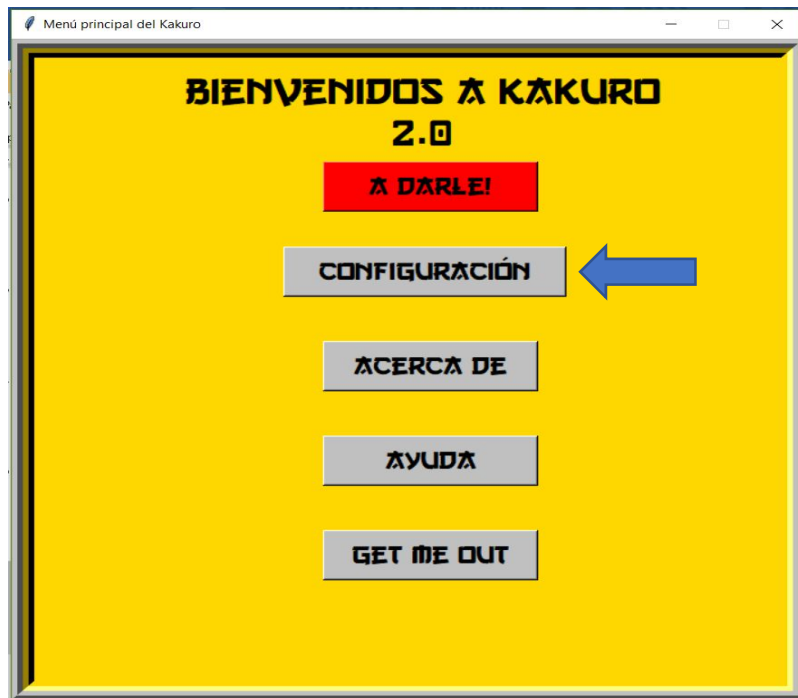 Menú principal del Kakuro
BIENVENIDOS A KAKURO
2.0
A DARLE!
CONFIGURACIÓN
ACERCA DE
AYUDA
GET ME OUT